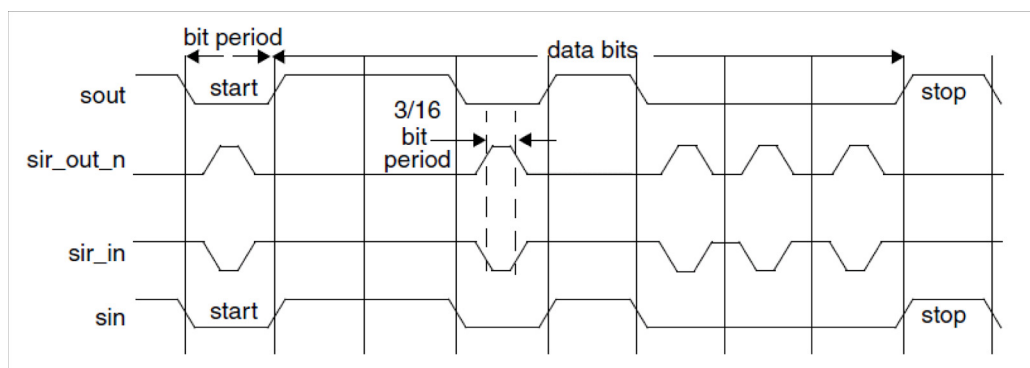 bit period
data bits
sout
start
stop
3/16
bit
period
sir_out_n
sir_in
sin
start
stop